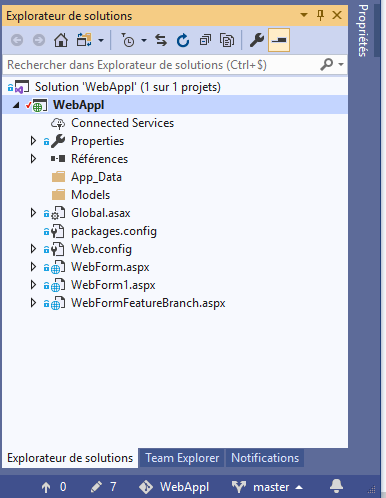 Explorateur de solutions
Propriétés
Rechercher dans Explorateur de solutions (Ctrl+$)
Solution 'WebAppl' (1 sur 1 projets)
WebAppl
Connected Services
Properties
Références
App_Data
Models
Global.asax
packages.config
Web.config
WebForm.aspx
WebForm1.aspx
WebFormFeatureBranch.aspx
Explorateur de solutions Team Explorer Notifications
0 7 WebAppl master